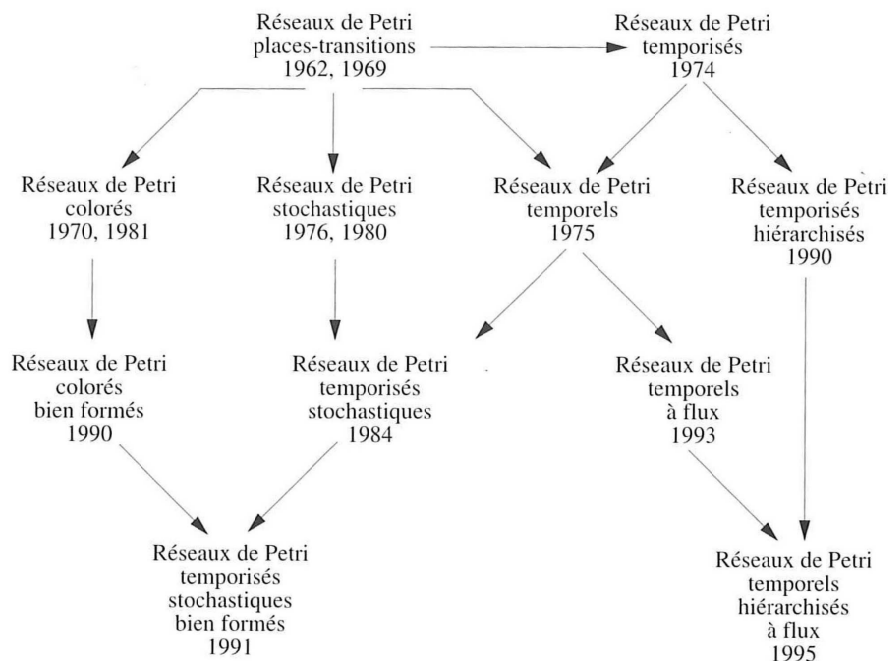 Réseaux de Petri
places-transitions
1962, 1969
Réseaux de Petri
temporisés
1974
Réseaux de Petri
colorés
1970, 1981
Réseaux de Petri
stochastiques
1976, 1980
Réseaux de Petri
temporels
1975
Réseaux de Petri
temporisés
hiérarchisés
1990
Réseaux de Petri
colorés
bien formés
1990
Réseaux de Petri
temporisés
stochastiques
1984
Réseaux de Petri
temporels
à flux
1993
Réseaux de Petri
temporisés
stochastiques
bien formés
1991
Réseaux de Petri
temporels
hiérarchisés
à flux
1995